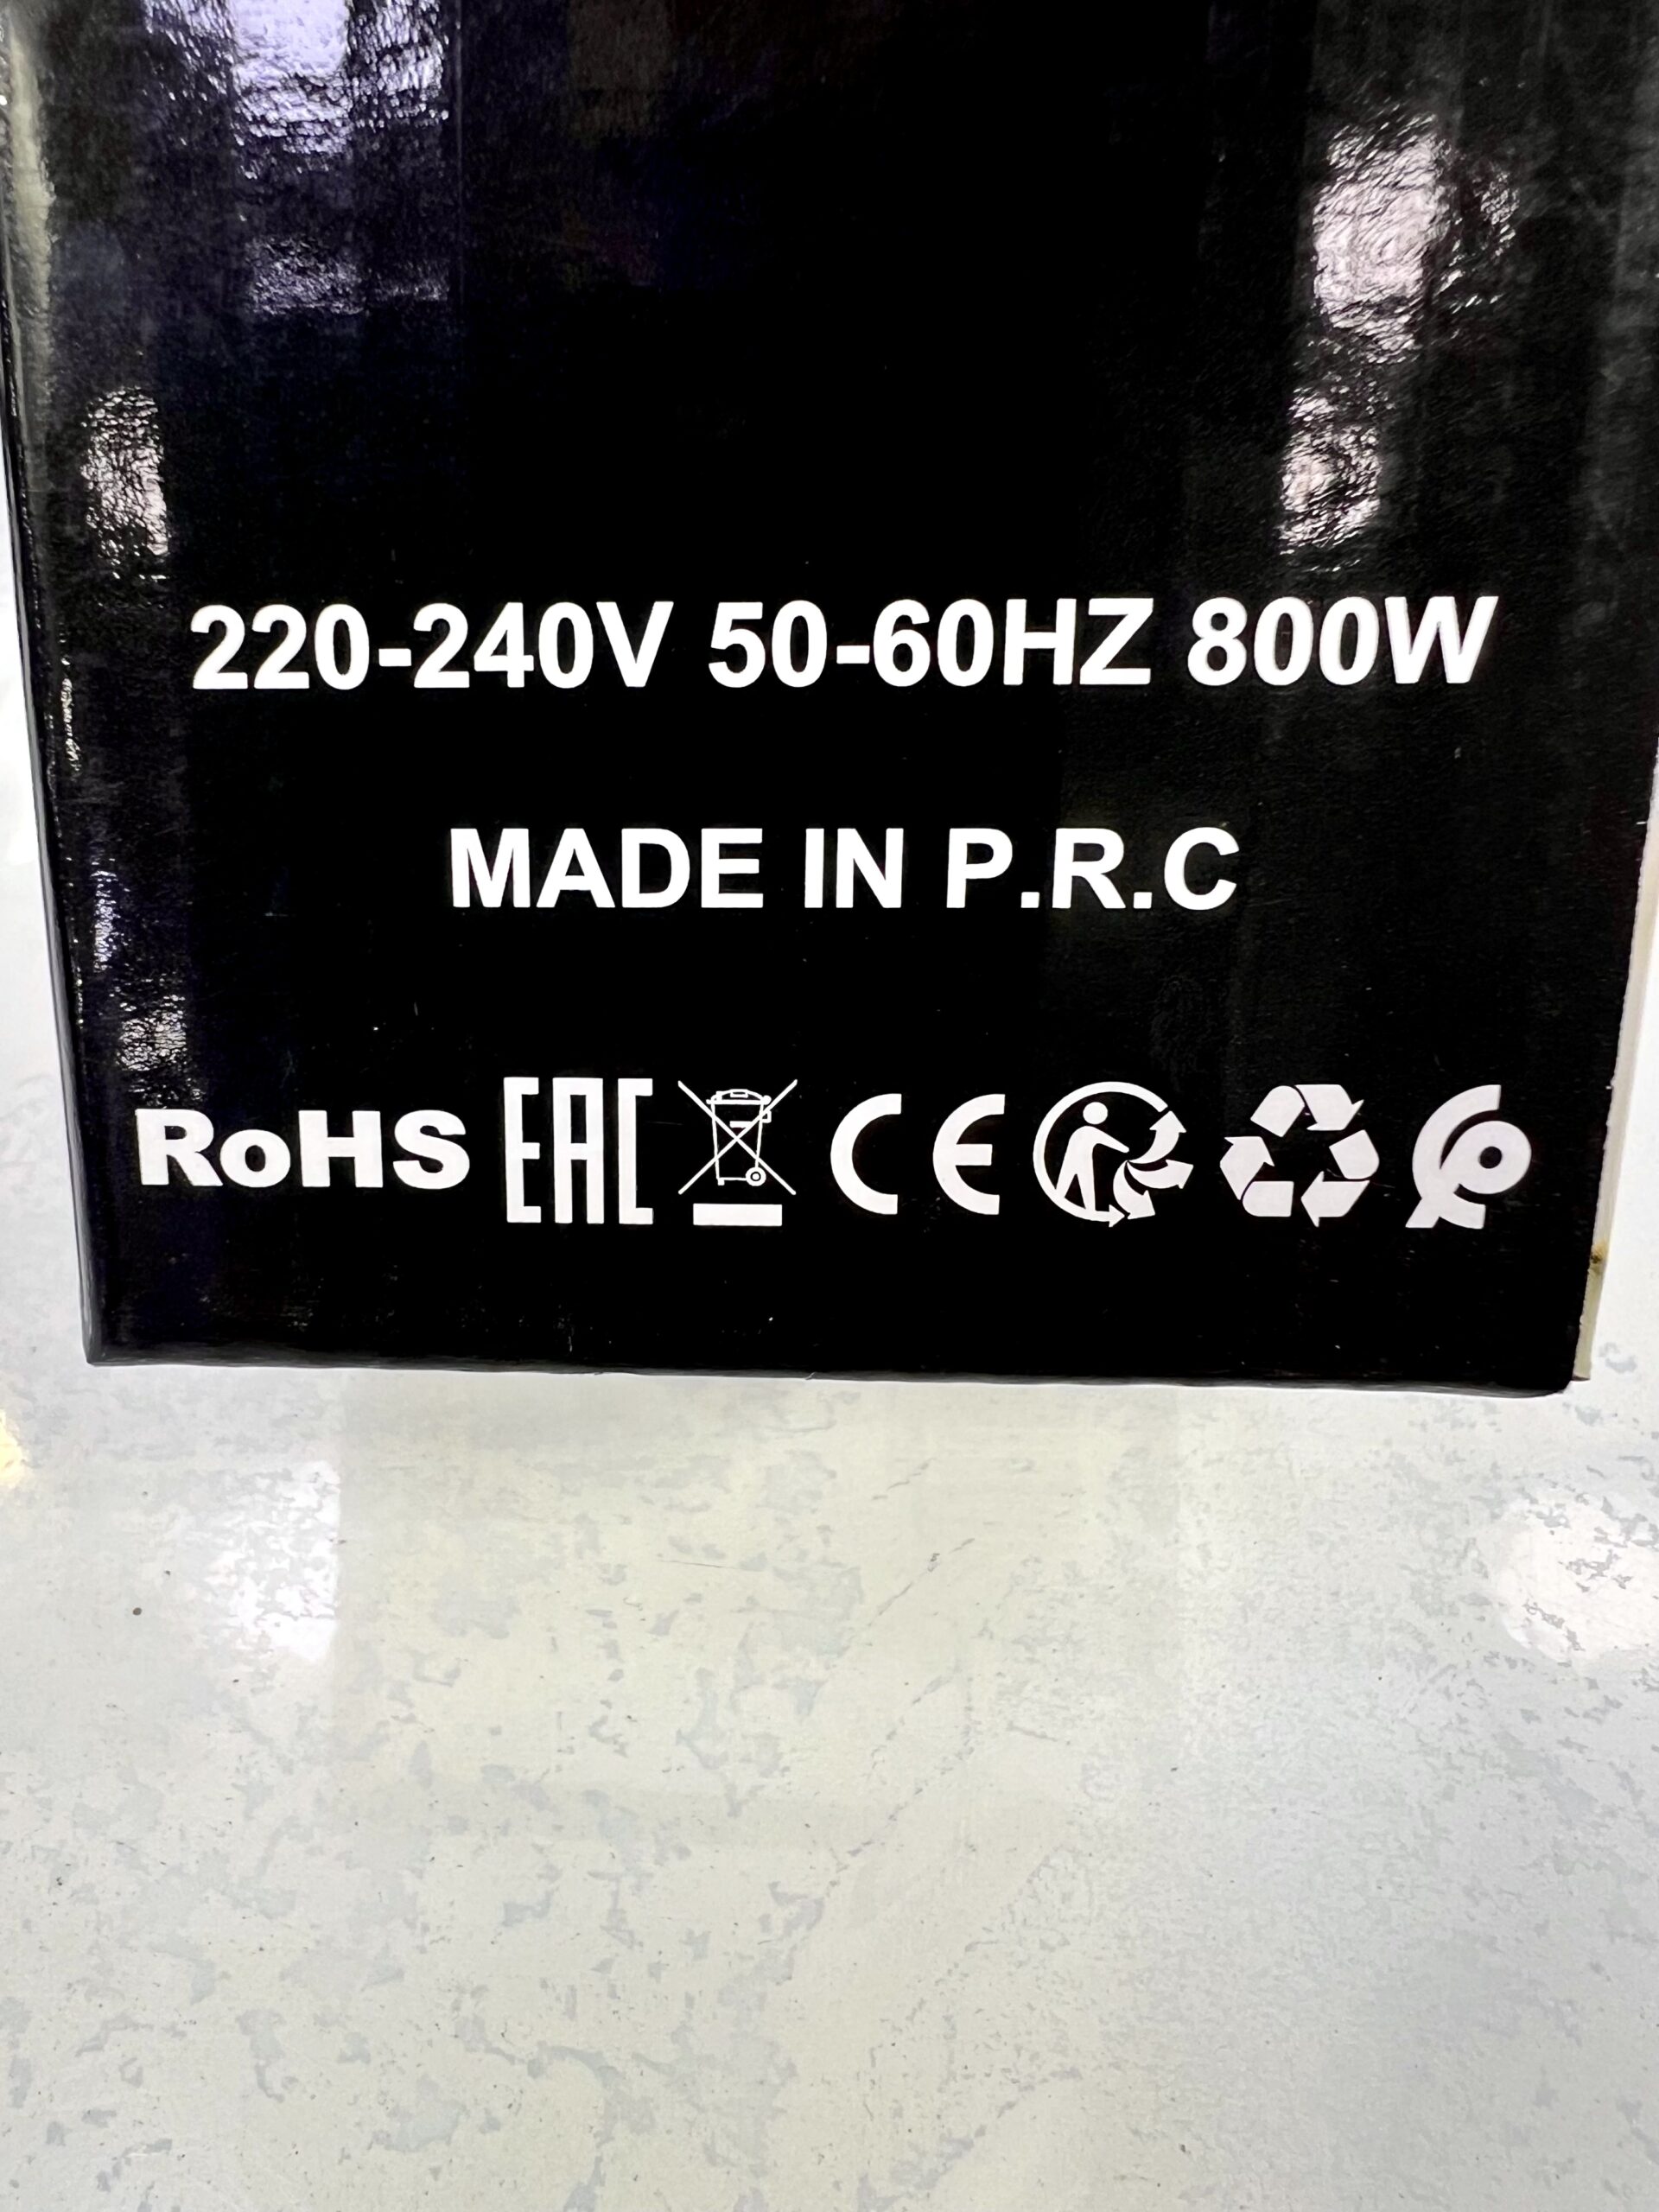 220-240V 50-60HZ 800W
MADE IN P.R.C
RoHS EAC CE